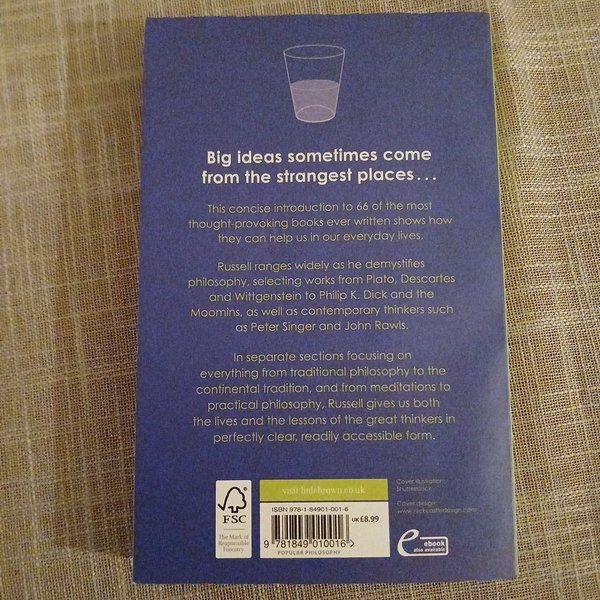 Big ideas sometimes come
from the strangest places...
This concise introduction to 66 of the most
thought-provoking books ever written shows how
they can help us in our everyday lives.
Russell ranges widely as he demystifies
philosophy, selecting works from Plato, Descartes
and Wittgenstein to Philip K. Dick and the
Moomins, as well as contemporary thinkers such
as Peter Singer and John Rawls.
In separate sections focusing on
everything from traditional philosophy to the
continental tradition, and from meditations to
practical philosophy, Russell gives us both
the lives and the lessons of the great thinkers in
perfectly clear, readily accessible form.
FSC
The Mark of
Responsible
Forestry
visit littlebrown.co.uk
ISBN 978-1-84901-001-6
UK £8.99
9 781849 010016 >
POPULAR PHILOSOPHY
Cover illustration:
Shutterstock
Cover design:
e ebook
also available